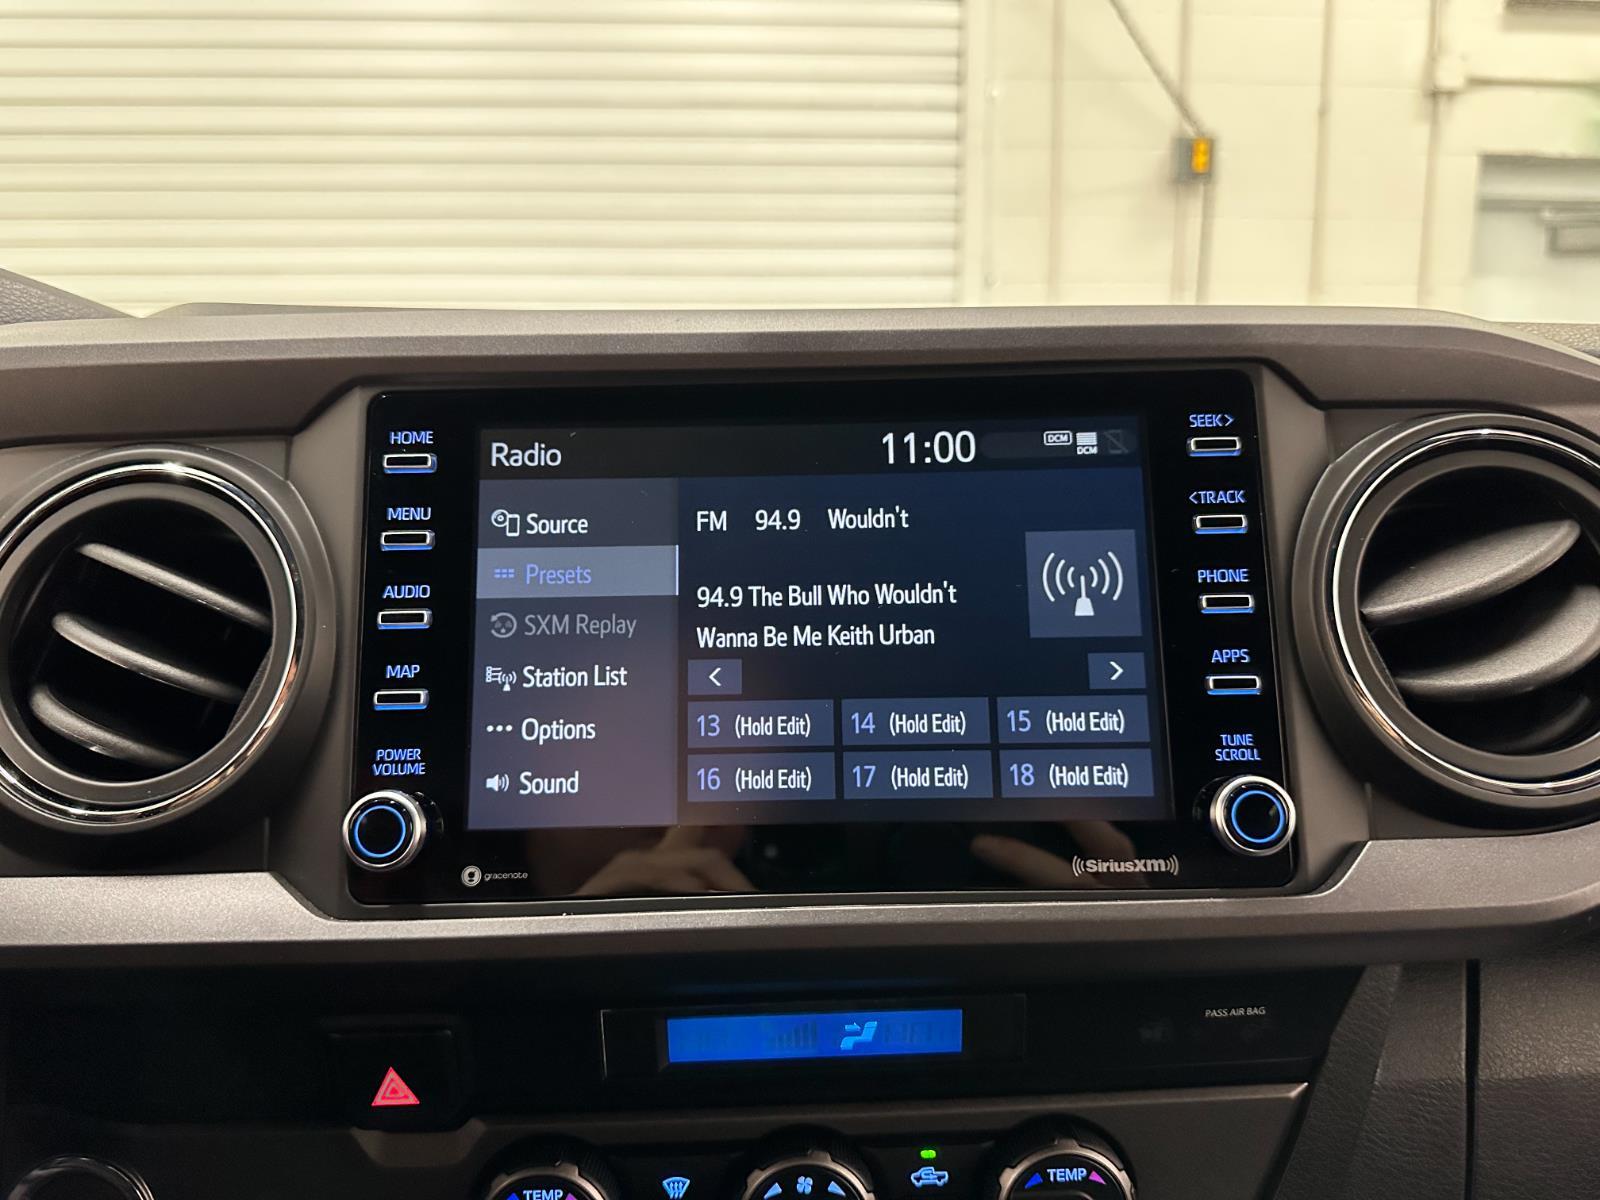 HOME
MENU
AUDIO
MAP
POWER
VOLUME
Radio
11:00
DCM
DCM
Source
Presets
SXM Replay
Station List
Options
Sound
FM 94.9 Wouldn't
94.9 The Bull Who Wouldn't
Wanna Be Me Keith Urban
<
>
13 (Hold Edit)
14 (Hold Edit)
15 (Hold Edit)
16 (Hold Edit)
17 (Hold Edit)
18 (Hold Edit)
SEEK>
<TRACK
PHONE
APPS
TUNE
SCROLL
gracenote
((SiriusXM))
PASS AIR BAG
TEMP
TEMP